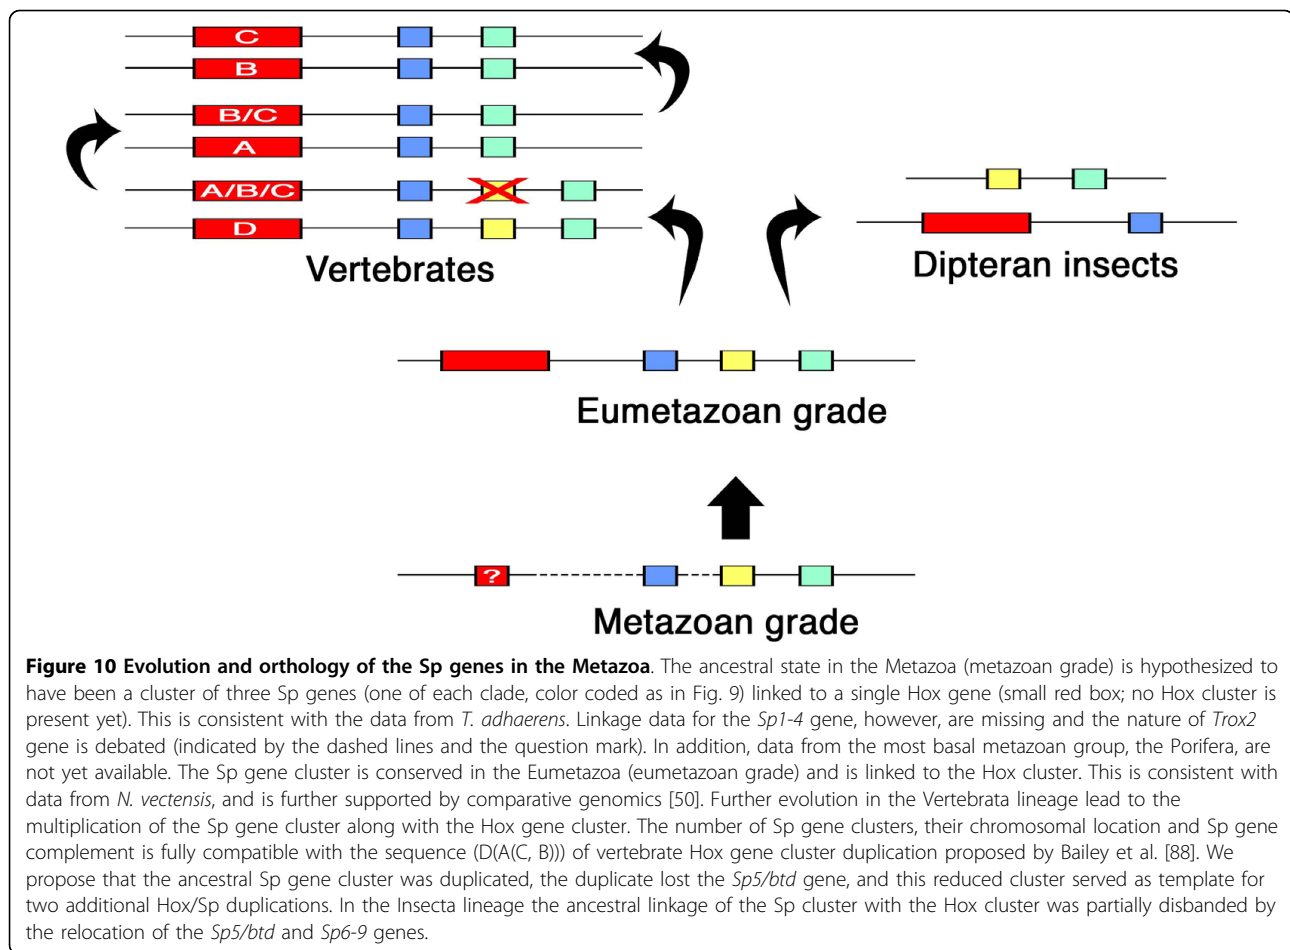 C
B
B/C
A
A/B/C
D
Vertebrates
Dipteran insects
Eumetazoan grade
?
Metazoan grade
Figure 10 Evolution and orthology of the Sp genes in the Metazoa. The ancestral state in the Metazoa (metazoan grade) is hypothesized to
have been a cluster of three Sp genes (one of each clade, color coded as in Fig. 9) linked to a single Hox gene (small red box; no Hox cluster is
present yet). This is consistent with the data from T. adhaerens. Linkage data for the Sp1-4 gene, however, are missing and the nature of Trox2
gene is debated (indicated by the dashed lines and the question mark). In addition, data from the most basal metazoan group, the Porifera, are
not yet available. The Sp gene cluster is conserved in the Eumetazoa (eumetazoan grade) and is linked to the Hox cluster. This is consistent with
data from N. vectensis, and is further supported by comparative genomics [50]. Further evolution in the Vertebrata lineage lead to the
multiplication of the Sp gene cluster along with the Hox gene cluster. The number of Sp gene clusters, their chromosomal location and Sp gene
complement is fully compatible with the sequence (D(A(C, B))) of vertebrate Hox gene cluster duplication proposed by Bailey et al. [88]. We
propose that the ancestral Sp gene cluster was duplicated, the duplicate lost the Sp5/btd gene, and this reduced cluster served as template for
two additional Hox/Sp duplications. In the Insecta lineage the ancestral linkage of the Sp cluster with the Hox cluster was partially disbanded by
the relocation of the Sp5/btd and Sp6-9 genes.